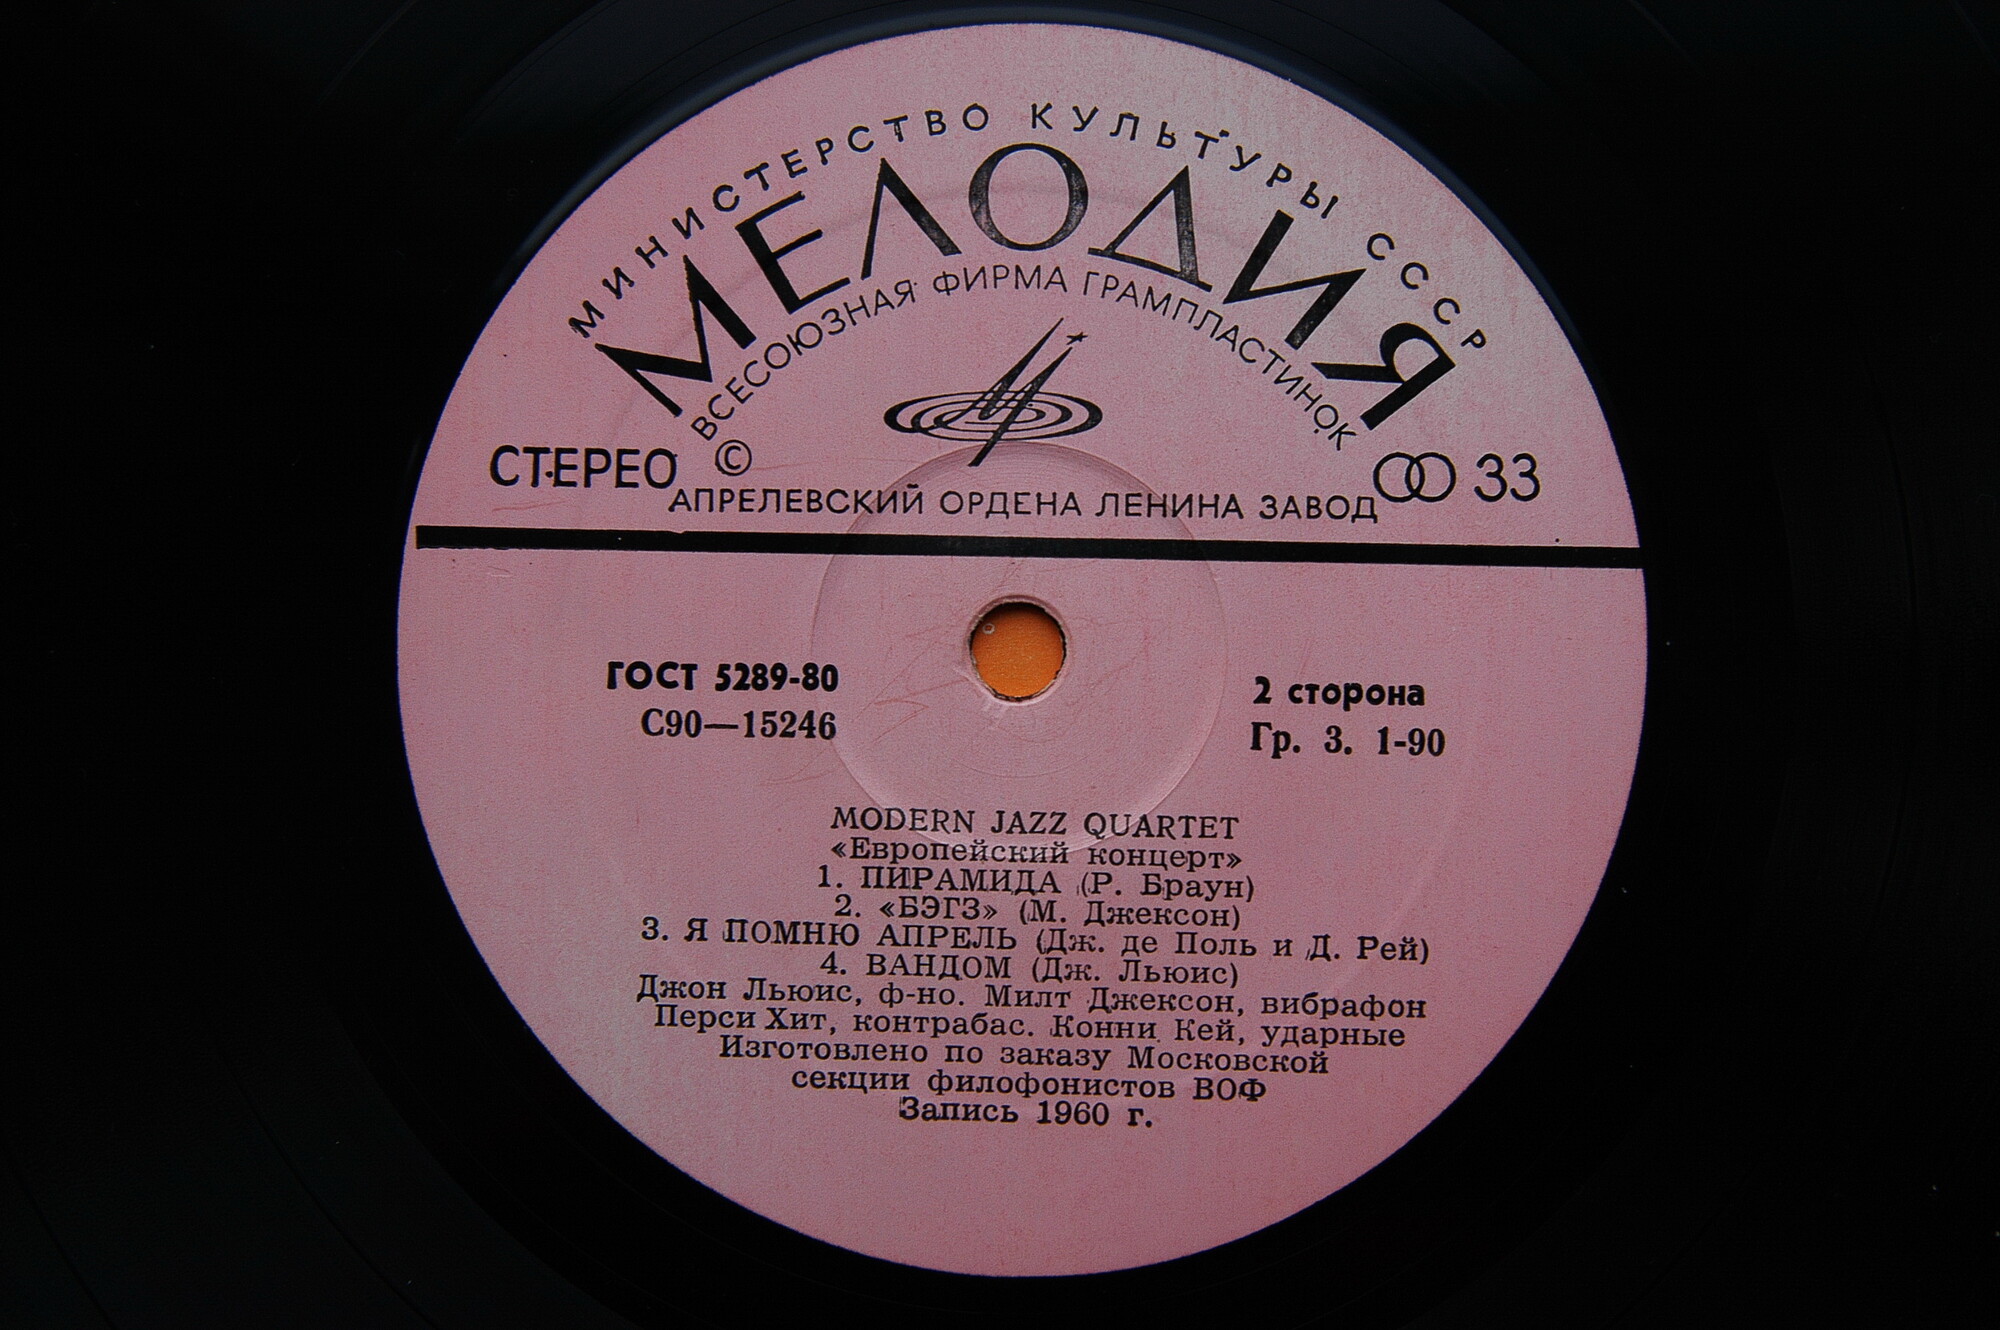 МИНИСТЕРСТВО КУЛЬТУРЫ СССР
МЕЛОДИЯ
ВСЕСОЮЗНАЯ ФИРМА ГРАМПЛАСТИНОК
СТЕРЕО © 33
АПРЕЛЕВСКИЙ ОРДЕНА ЛЕНИНА ЗАВОД
ГОСТ 5289-80
С90—15246
2 сторона
Гр. 3. 1-90
MODERN JAZZ QUARTET
«Европейский концерт»
1. ПИРАМИДА (Р. Браун)
2. «БЭГЗ» (М. Джексон)
3. Я ПОМНЮ АПРЕЛЬ (Дж. де Поль и Д. Рей)
4. ВАНДОМ (Дж. Льюис)
Джон Льюис, ф-но. Милт Джексон, вибрафон
Перси Хит, контрабас. Конни Кей, ударные
Изготовлено по заказу Московской
секции филофонистов ВОФ
Запись 1960 г.